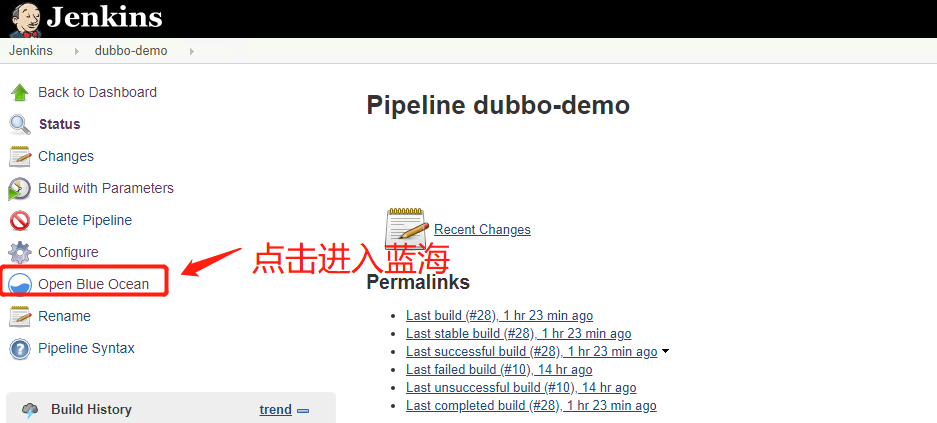 Jenkins
Jenkins dubbo-demo
Back to Dashboard
Status
Changes
Build with Parameters
Delete Pipeline
Configure
Open Blue Ocean
Rename
Pipeline Syntax
Build History trend
Pipeline dubbo-demo
Recent Changes
点击进入蓝海
Permalinks
Last build (#28), 1 hr 23 min ago
Last stable build (#28), 1 hr 23 min ago
Last successful build (#28), 1 hr 23 min ago
Last failed build (#10), 14 hr ago
Last unsuccessful build (#10), 14 hr ago
Last completed build (#28), 1 hr 23 min ago